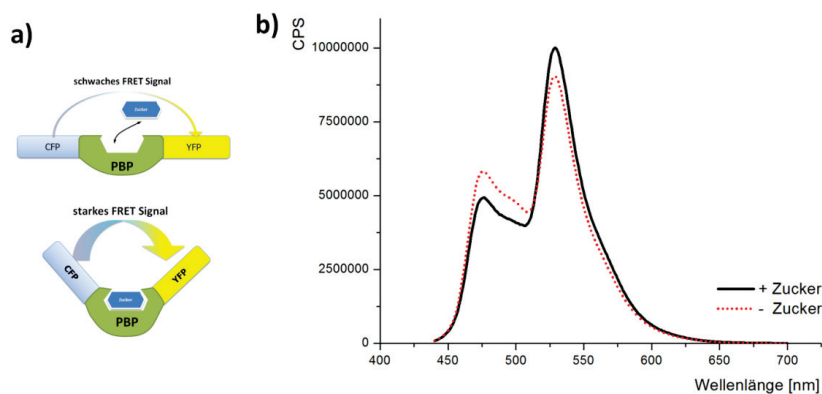 a)
schwaches FRET Signal
Zucker
CFP
PBP
YFP
starkes FRET Signal
CFP
Zucker
YFP
PBP
b)
CPS
10000000
7500000
5000000
2500000
0
400 450 500 550 600 650 700
Wellenlänge [nm]
+ Zucker
- Zucker